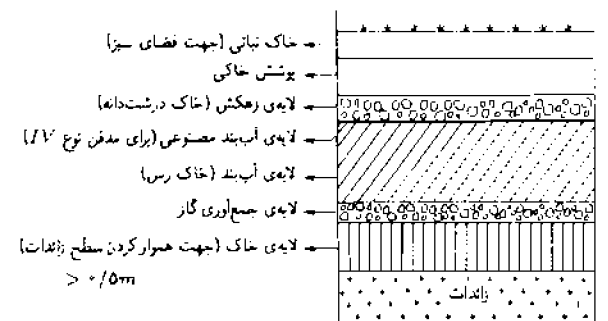 خاک نباتی (جهت فضای سبز)
پوشش خاکی
لایه‌ی زهکش (خاک درشت‌دانه)
لایه‌ی آب‌بند مصنوعی (برای مدفن نوع IV)
لایه‌ی آب‌بند (خاک رس)
لایه‌ی جمع‌آوری گاز
لایه‌ی خاک (جهت هموار کردن سطح زائدات)
> ۰/۵m
زائدات